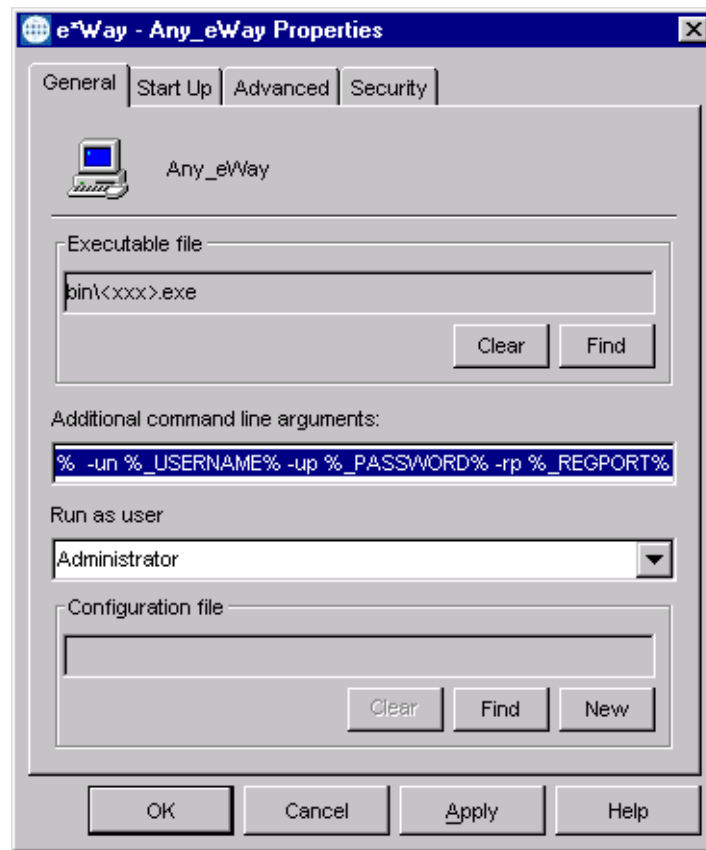 e*Way - Any_eWay Properties
General Start Up Advanced Security
Any_eWay
Executable file
bin\<xxx>.exe
Clear Find
Additional command line arguments:
% -un %_USERNAME% -up %_PASSWORD% -rp %_REGPORT%
Run as user
Administrator
Configuration file
Clear Find New
OK Cancel Apply Help